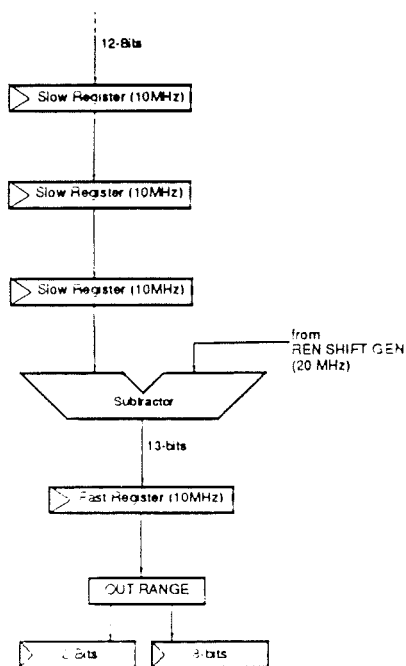 12-Bits
Slow Register (10MHz)
Slow Register (10MHz)
Slow Register (10MHz)
from
REN SHIFT GEN
(20 MHz)
Subtractor
13-bits
Fast Register (10MHz)
OUT RANGE
Bits
8-bits